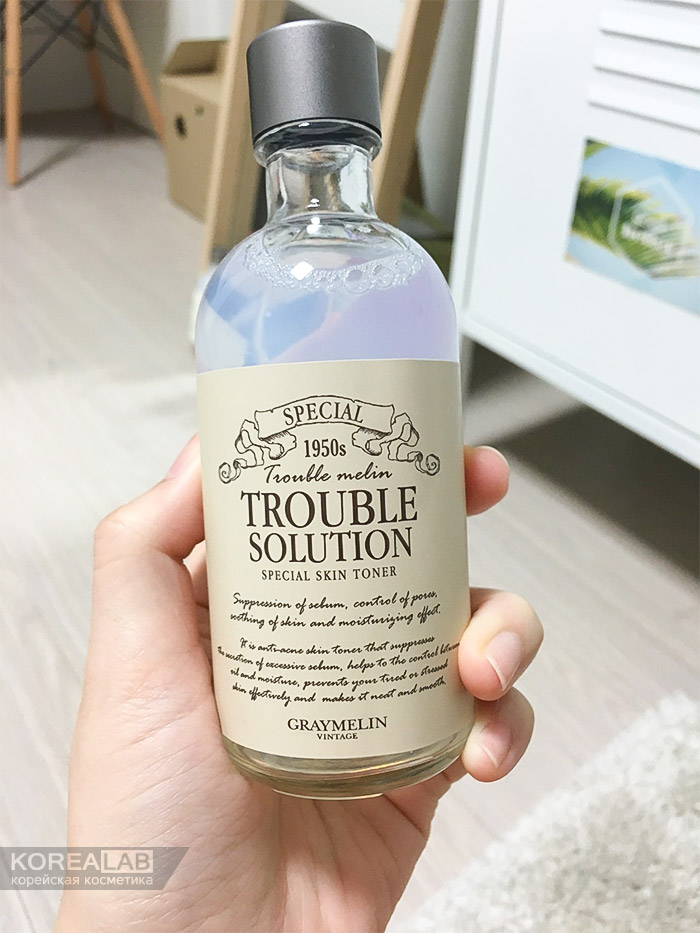 SPECIAL
1950s
Trouble melin
TROUBLE
SOLUTION
SPECIAL SKIN TONER
Suppression of sebum, control of pores,
soothing of skin and moisturizing effect.
It is anti-acne skin toner that suppresses
the secretion of excessive sebum, helps to the control between
oil and moisture, prevents your tired or stressed
skin effectively and makes it neat and smooth.
GRAYMELIN
VINTAGE
KOREALAB
корейская косметика